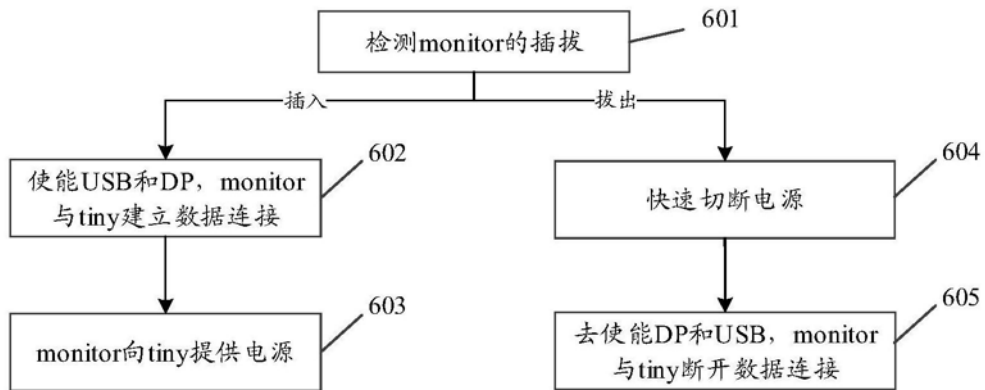 检测monitor的插拔
601
插入
拔出
602
使能USB和DP，monitor
与tiny建立数据连接
604
快速切断电源
603
monitor向tiny提供电源
605
去使能DP和USB，monitor
与tiny断开数据连接